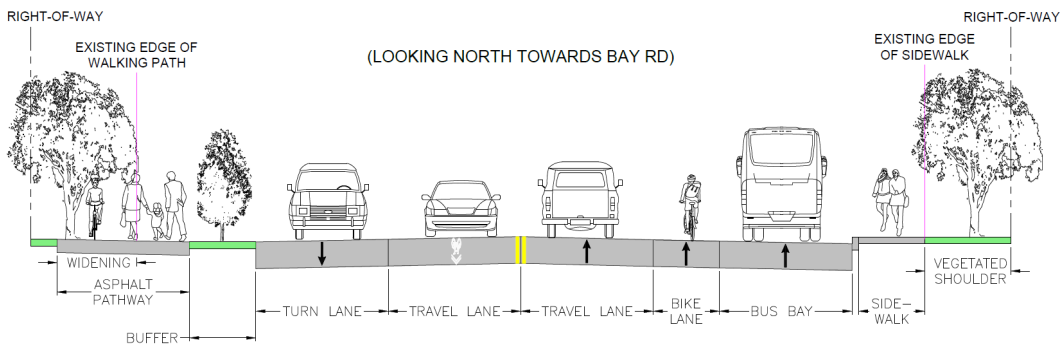 RIGHT-OF-WAY
RIGHT-OF-WAY
EXISTING EDGE OF
WALKING PATH
(LOOKING NORTH TOWARDS BAY RD)
EXISTING EDGE
OF SIDEWALK
WIDENING
ASPHALT
PATHWAY
BUFFER
TURN LANE
TRAVEL LANE
TRAVEL LANE
BIKE
LANE
BUS BAY
SIDE-
WALK
VEGETATED
SHOULDER